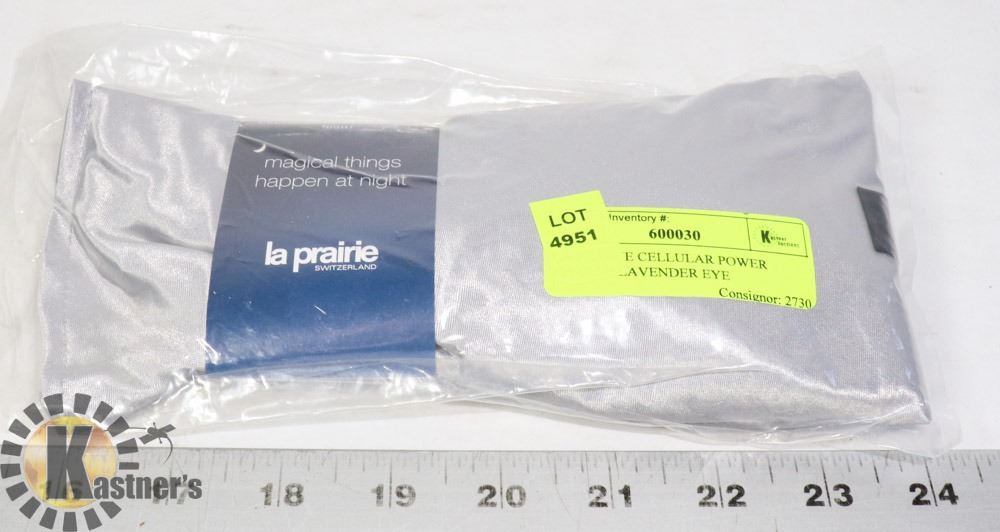 magical things
happen at night
la prairie
SWITZERLAND
LOT
4951
Inventory #:
600030
E CELLULAR POWER
AVENDER EYE
Consignor: 2730
Kastner's
17 18 19 20 21 22 23 24